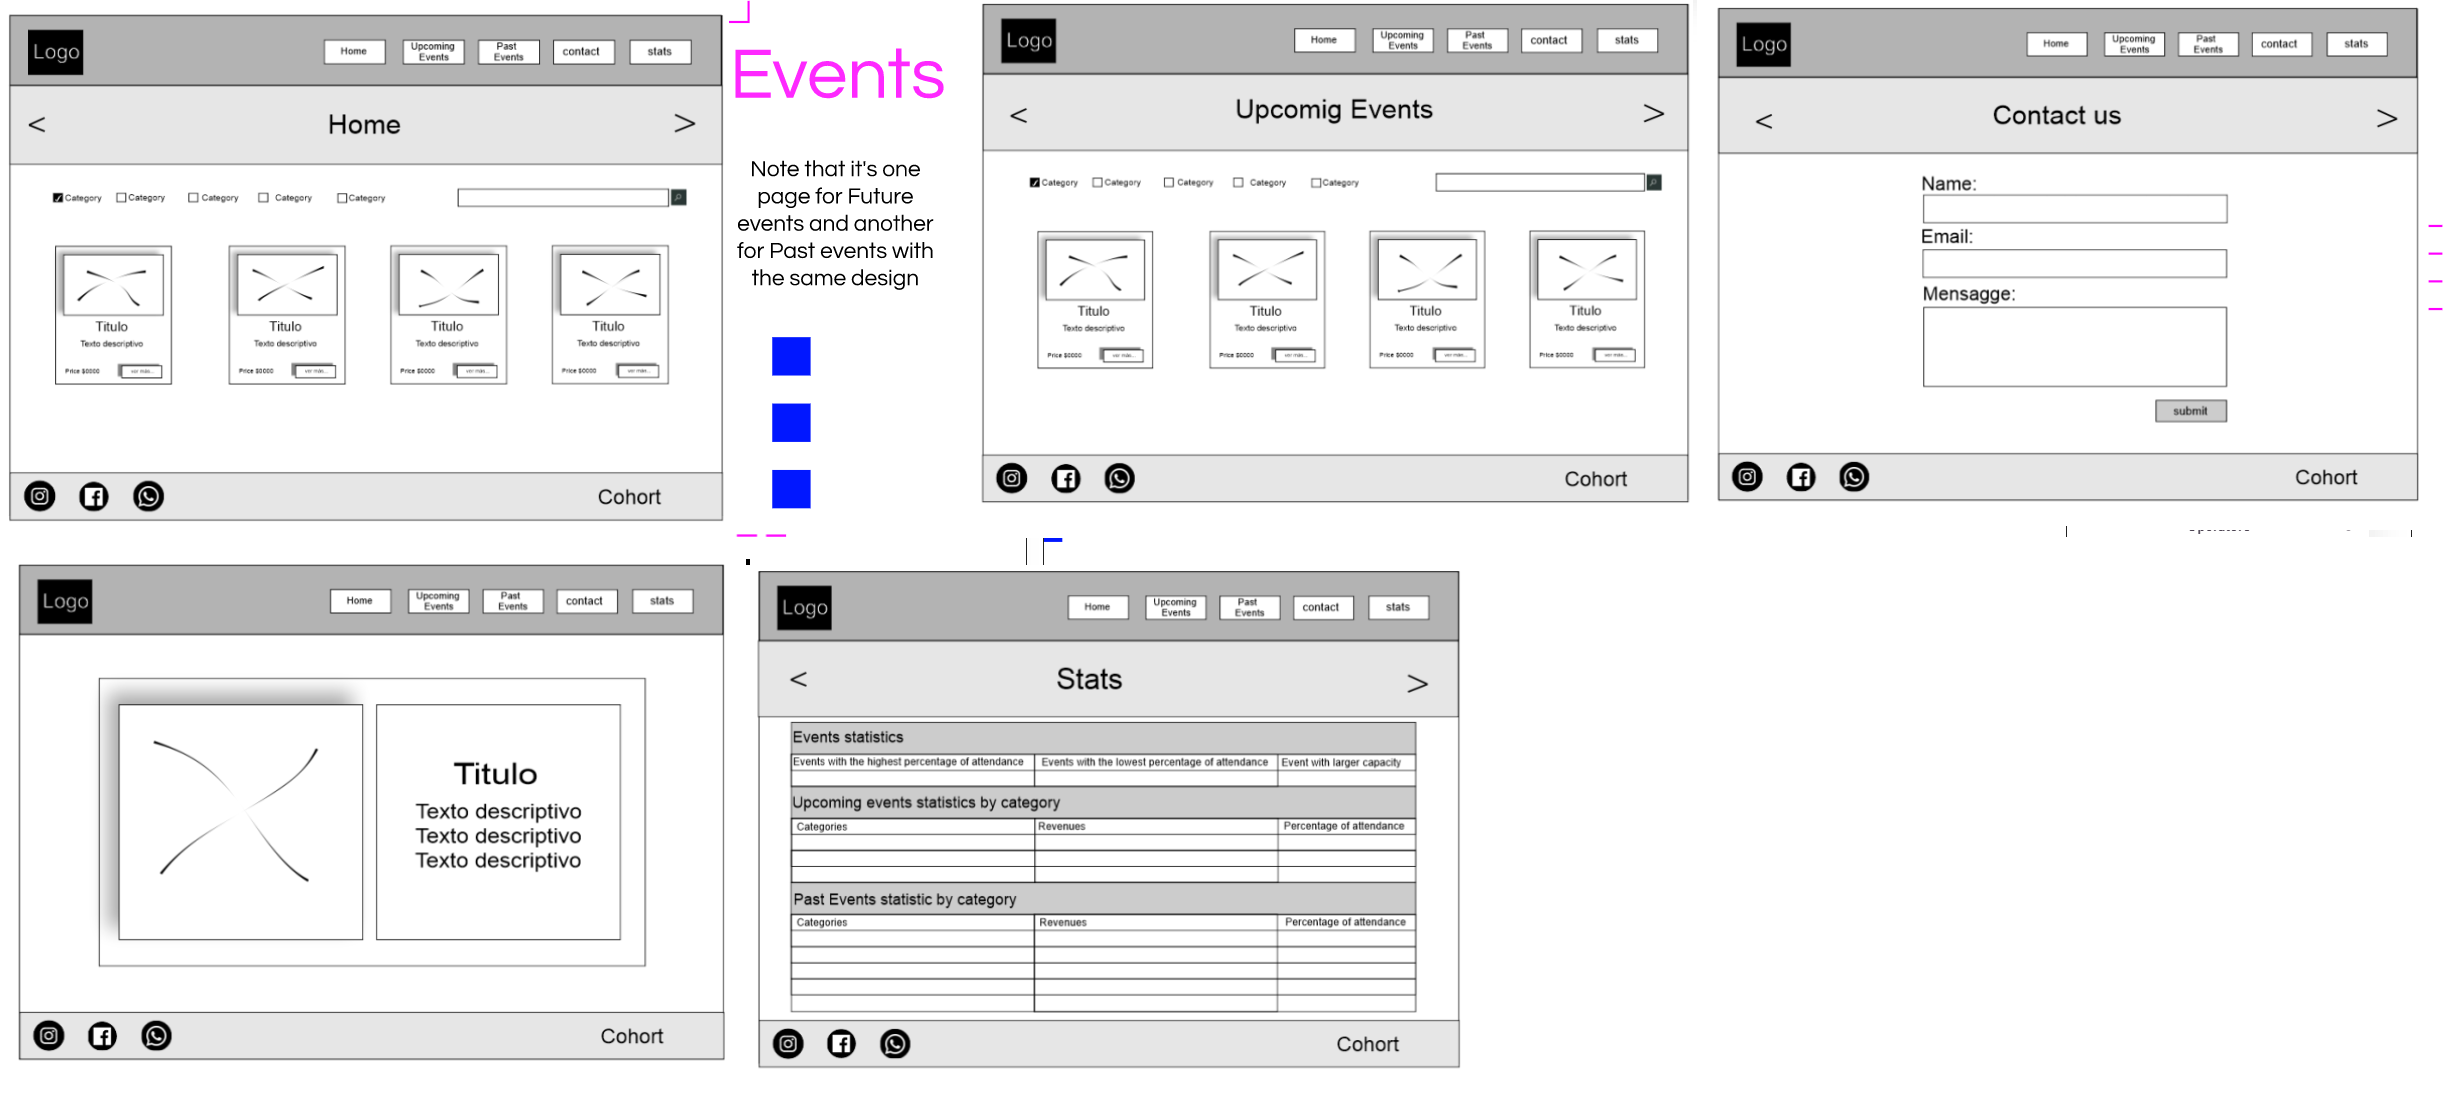 Logo
Home
Upcoming
Events
Past
Events
contact
stats
<
Home
>
Category
Category
Category
Category
Category
Titulo
Texto descriptivo
Price $0000
ver más...
Titulo
Texto descriptivo
Price $0000
ver más...
Titulo
Texto descriptivo
Price $0000
ver más...
Titulo
Texto descriptivo
Price $0000
ver más...
Cohort
Events
Note that it's one
page for Future
events and another
for Past events with
the same design
Logo
Home
Upcoming
Events
Past
Events
contact
stats
<
Upcomig Events
>
Category
Category
Category
Category
Category
Titulo
Texto descriptivo
Price $0000
ver más...
Titulo
Texto descriptivo
Price $0000
ver más...
Titulo
Texto descriptivo
Price $0000
ver más...
Titulo
Texto descriptivo
Price $0000
ver más...
Cohort
Logo
Home
Upcoming
Events
Past
Events
contact
stats
<
Contact us
>
Name:
Email:
Mensagge:
submit
Cohort
Logo
Home
Upcoming
Events
Past
Events
contact
stats
Titulo
Texto descriptivo
Texto descriptivo
Texto descriptivo
Cohort
Logo
Home
Upcoming
Events
Past
Events
contact
stats
<
Stats
>
Events statistics
Events with the highest percentage of attendance
Events with the lowest percentage of attendance
Event with larger capacity
Upcoming events statistics by category
Categories
Revenues
Percentage of attendance
Past Events statistic by category
Categories
Revenues
Percentage of attendance
Cohort